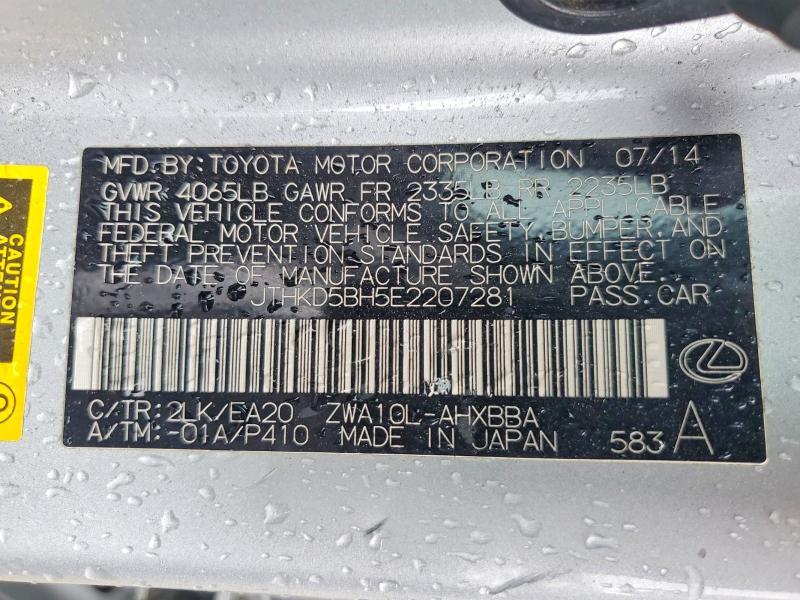 MFD. BY: TOYOTA MOTOR CORPORATION 07/14
GVWR 4065LB GAWR FR 2335LB RR 2235LB
THIS VEHICLE CONFORMS TO ALL APPLICABLE
FEDERAL MOTOR VEHICLE SAFETY, BUMPER AND
THEFT PREVENTION STANDARDS IN EFFECT ON
THE DATE OF MANUFACTURE SHOWN ABOVE.
JTHKD5BH5E2207281 PASS.CAR
C/TR:2LK/EA20 ZWA10L-AHXBBA
A/TM:-01A/P410 MADE IN JAPAN 583 A
CAUTION